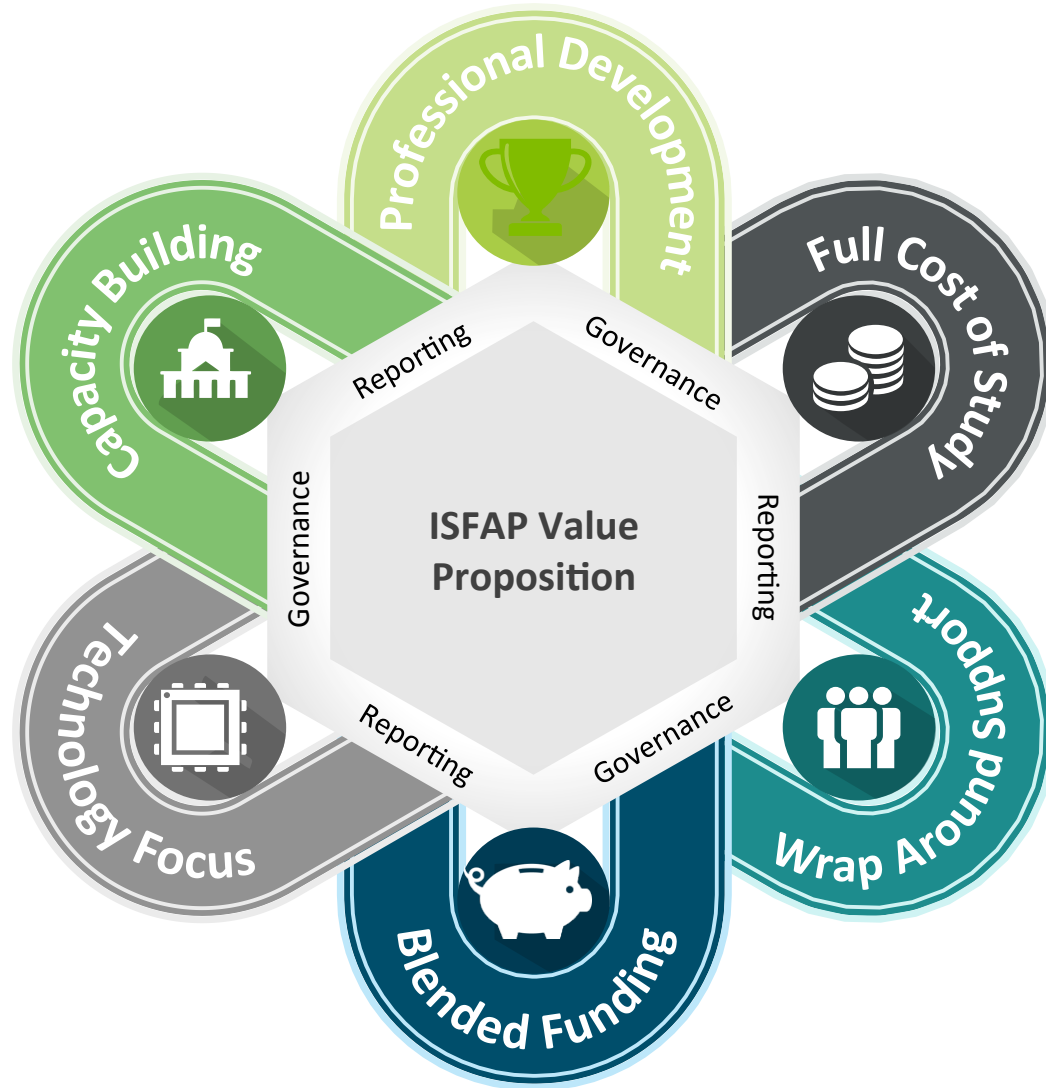 Professional Development
Full Cost of Study
Wrap Around Support
Blended Funding
Technology Focus
Capacity Building
Governance
Reporting
Governance
Reporting
Governance
Reporting
ISFAP Value
Proposition